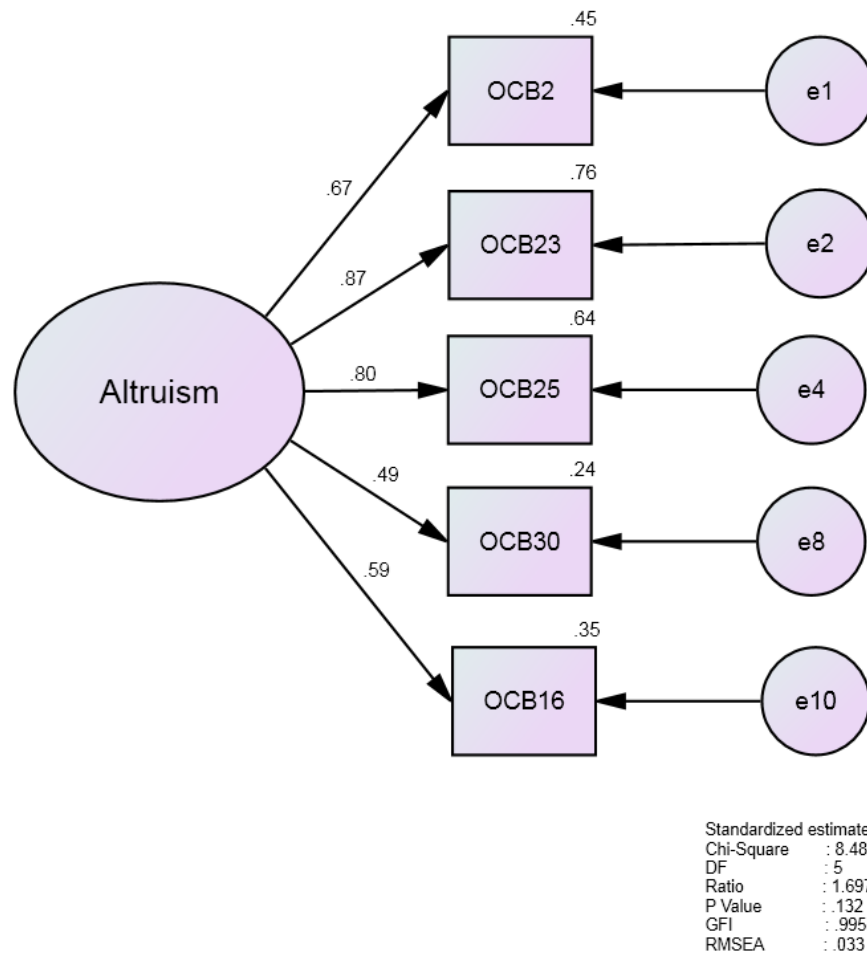 .45
OCB2
e1
.67
.76
OCB23
e2
.87
.64
Altruism
.80
OCB25
e4
.49
.24
OCB30
e8
.59
.35
OCB16
e10
Standardized estimate
Chi-Square : 8.48
DF : 5
Ratio : 1.697
P Value : .132
GFI : .995
RMSEA : .033